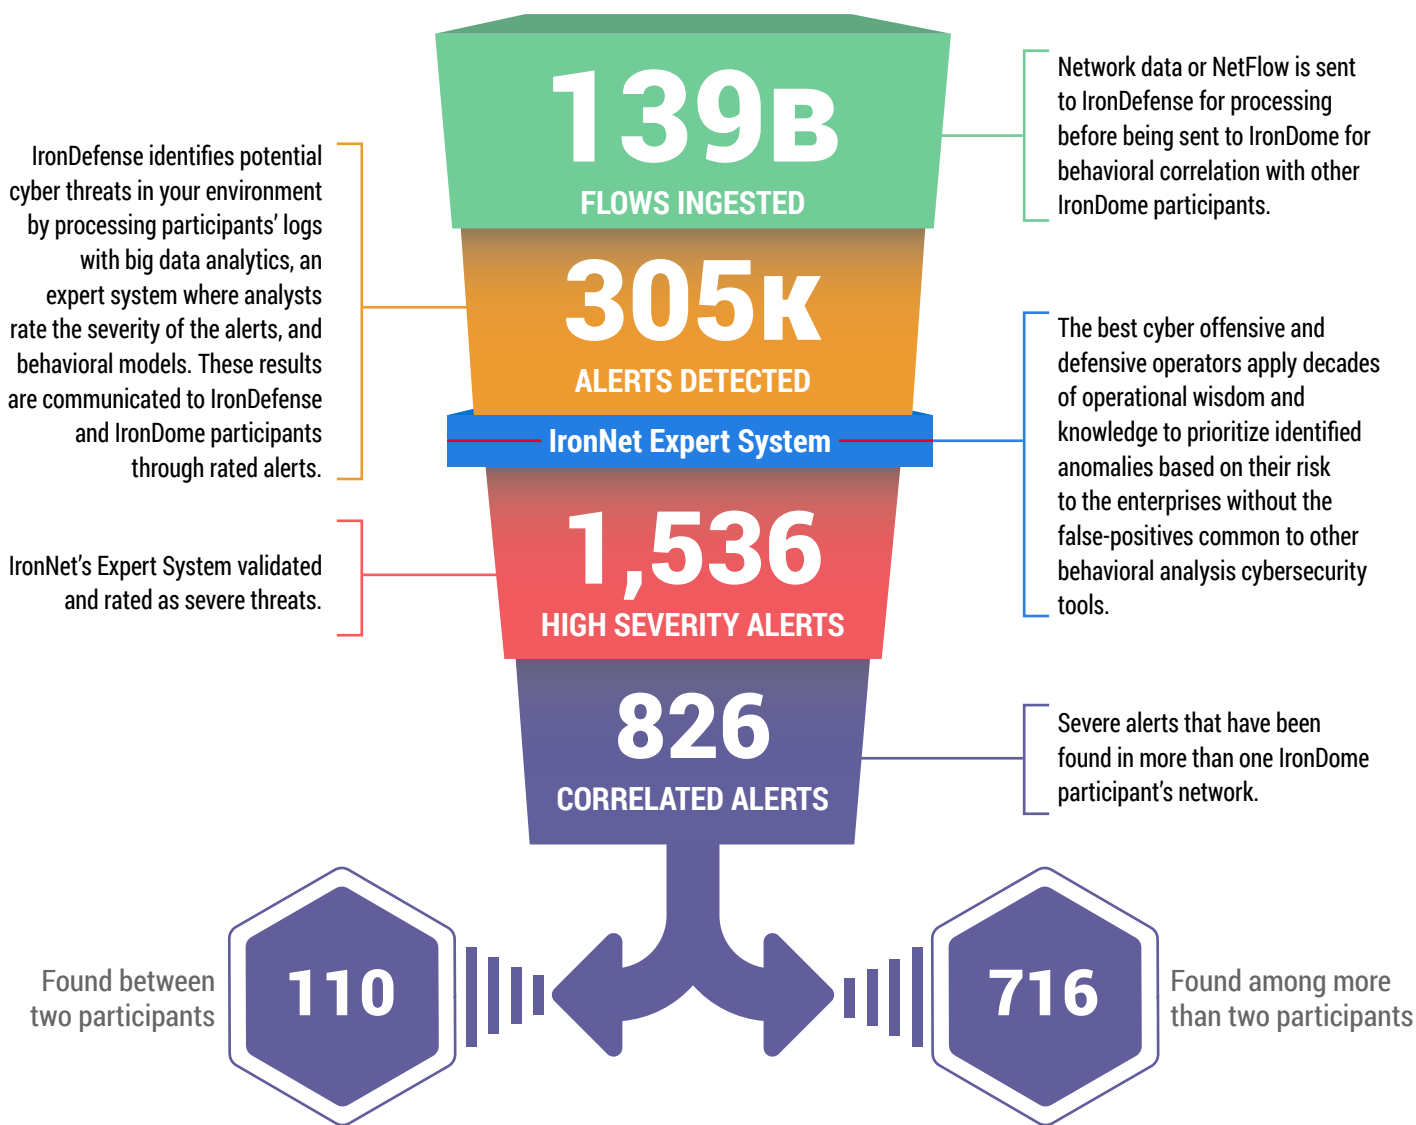 139B
FLOWS INGESTED
Network data or NetFlow is sent
to IronDefense for processing
before being sent to IronDome for
behavioral correlation with other
IronDome participants.
IronDefense identifies potential
cyber threats in your environment
by processing participants’ logs
with big data analytics, an
expert system where analysts
rate the severity of the alerts, and
behavioral models. These results
are communicated to IronDefense
and IronDome participants
through rated alerts.
305K
ALERTS DETECTED
IronNet Expert System
The best cyber offensive and
defensive operators apply decades
of operational wisdom and
knowledge to prioritize identified
anomalies based on their risk
to the enterprises without the
false-positives common to other
behavioral analysis cybersecurity
tools.
IronNet’s Expert System validated
and rated as severe threats.
1,536
HIGH SEVERITY ALERTS
826
CORRELATED ALERTS
Severe alerts that have been
found in more than one IronDome
participant’s network.
Found between
two participants
110
716
Found among more
than two participants